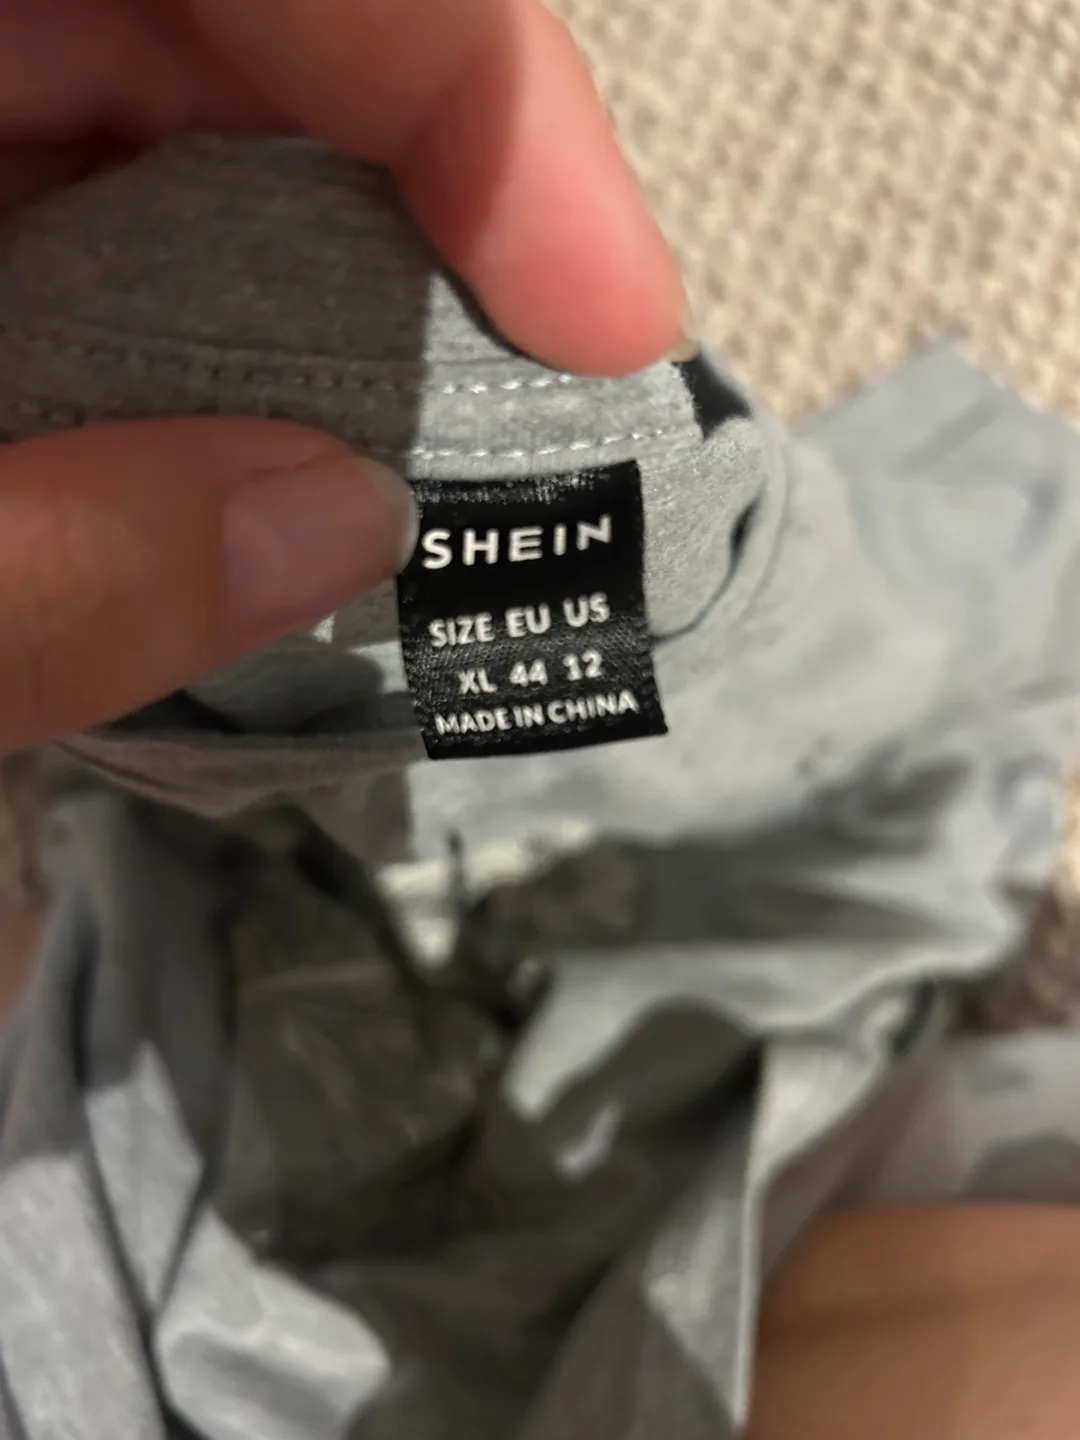 SHEIN
SIZE EU US
XL 44 12
MADE IN CHINA